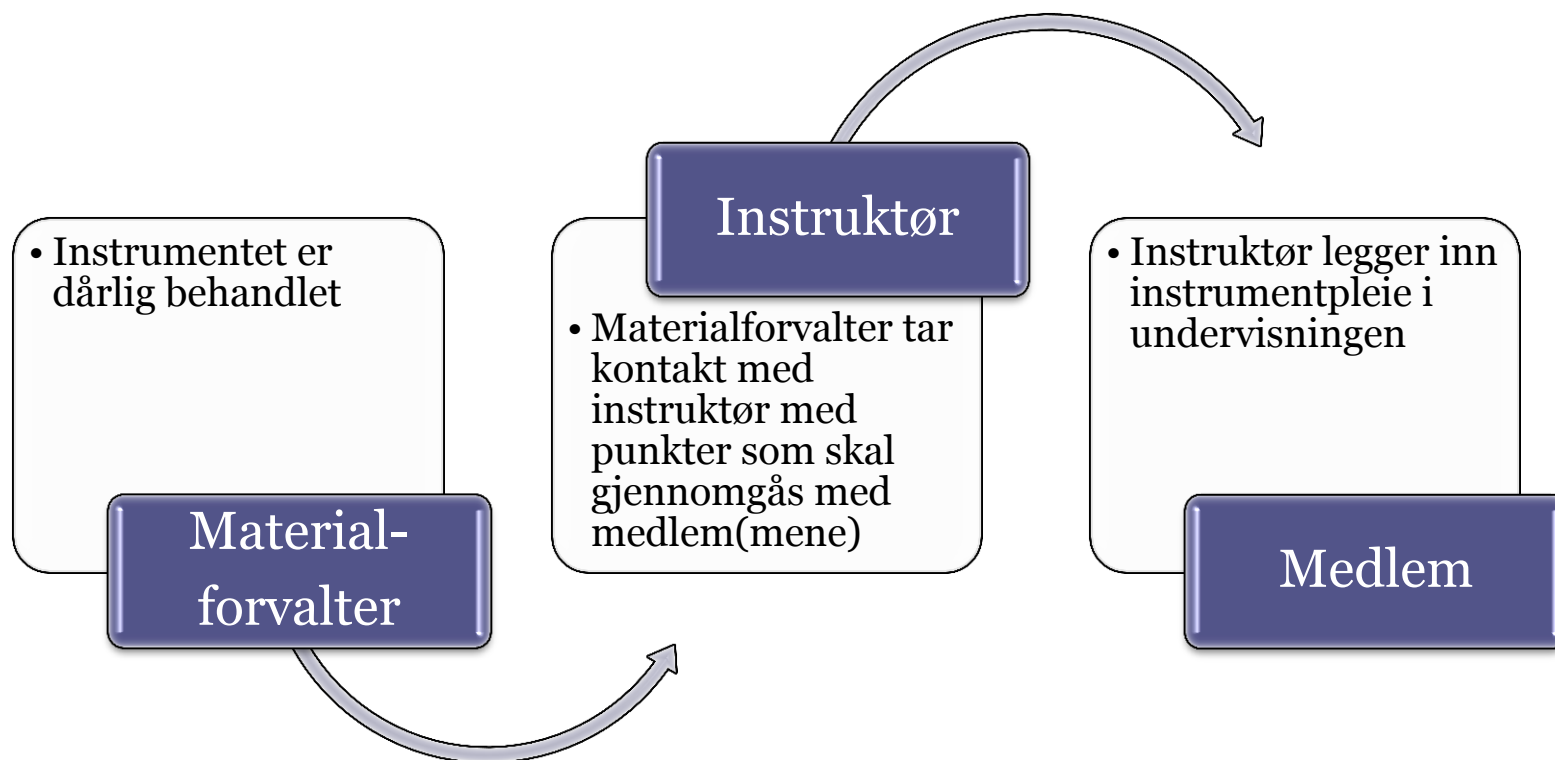 • Instrumentet er
dårlig behandlet
Material-
forvalter
Instruktør
• Materialforvalter tar
kontakt med
instruktør med
punkter som skal
gjennomgås med
medlem(mene)
• Instruktør legger inn
instrumentpleie i
undervisningen
Medlem